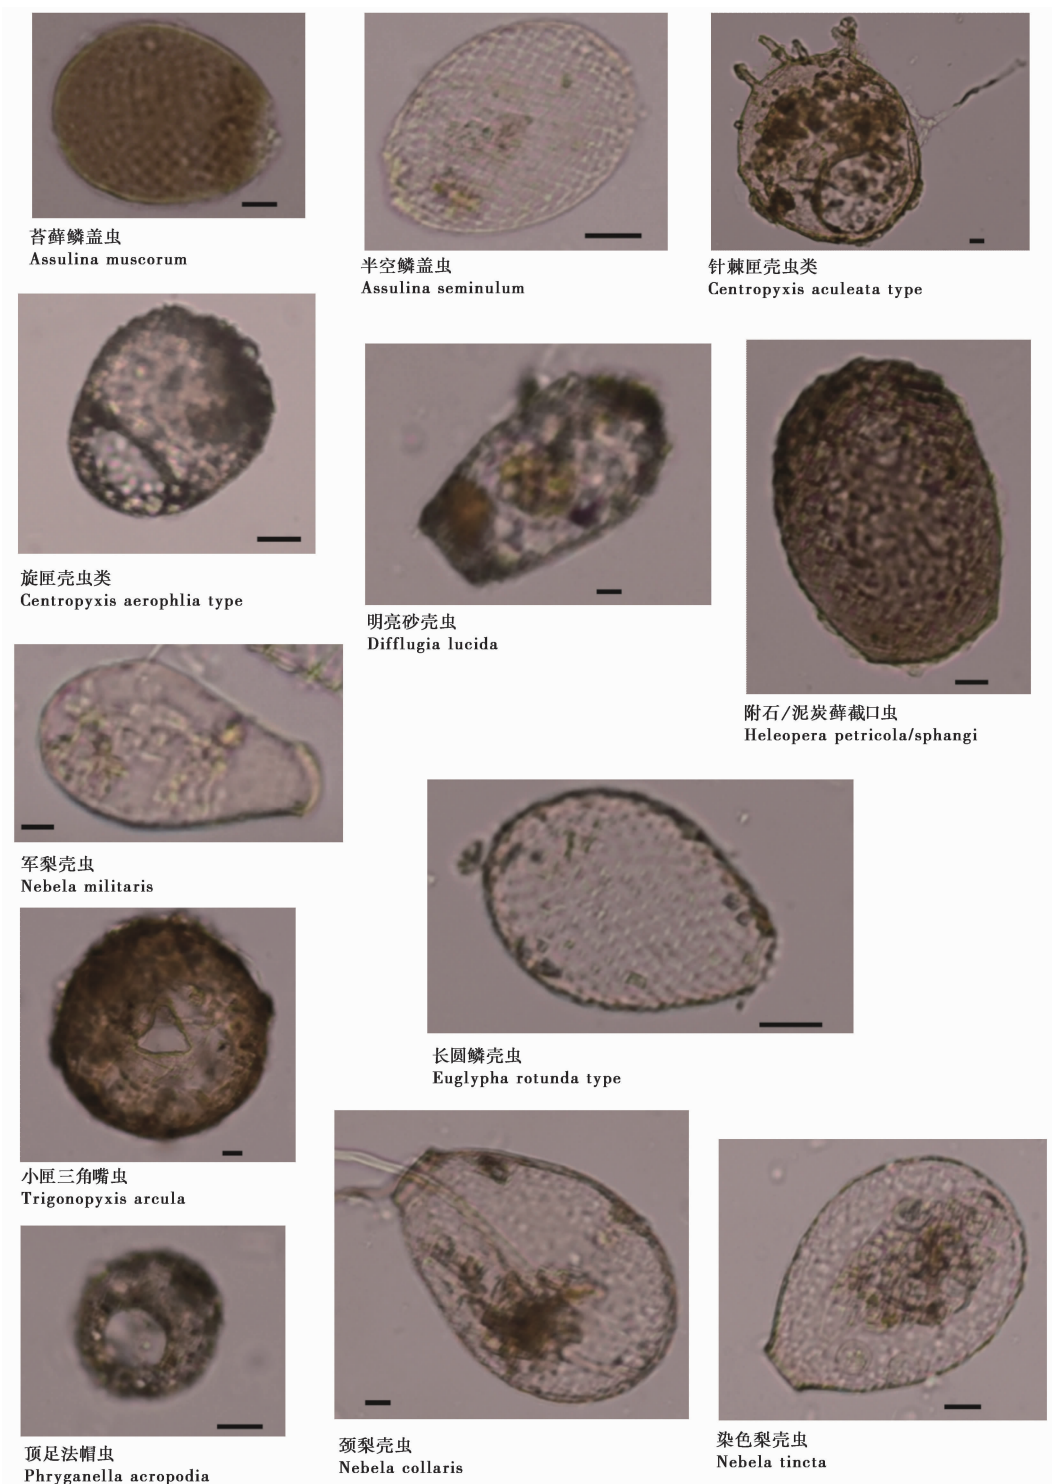 苔藓鳞盖虫
Assulina muscorum
半空鳞盖虫
Assulina seminulum
针棘匣壳虫类
Centropyxis aculeata type
旋匣壳虫类
Centropyxis aerophlia type
明亮砂壳虫
Difflugia lucida
附石/泥炭藓截口虫
Heleopera petricola/sphangi
军梨壳虫
Nebela militaris
长圆鳞壳虫
Euglypha rotunda type
小匣三角嘴虫
Trigonopyxis arcula
顶足法帽虫
Phryganella acropodia
颈梨壳虫
Nebela collaris
染色梨壳虫
Nebela tincta